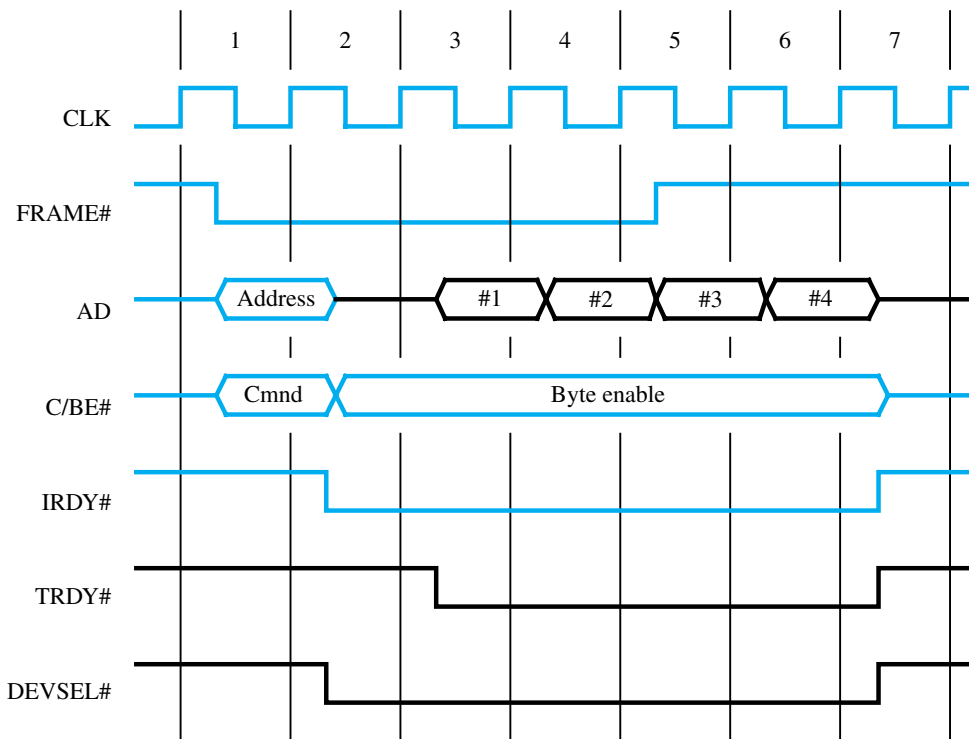 1 2 3 4 5 6 7
CLK
FRAME#
AD Address #1 #2 #3 #4
C/BE# Cmnd Byte enable
IRDY#
TRDY#
DEVSEL#